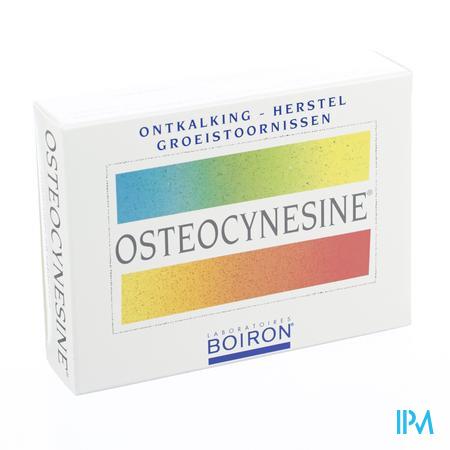 ONTKALKING - HERSTEL
GROEISTOORNISSEN
OSTEOCYNESINE®
LABORATOIRES
BOIRON®
OSTEOCYNESINE®
IPM